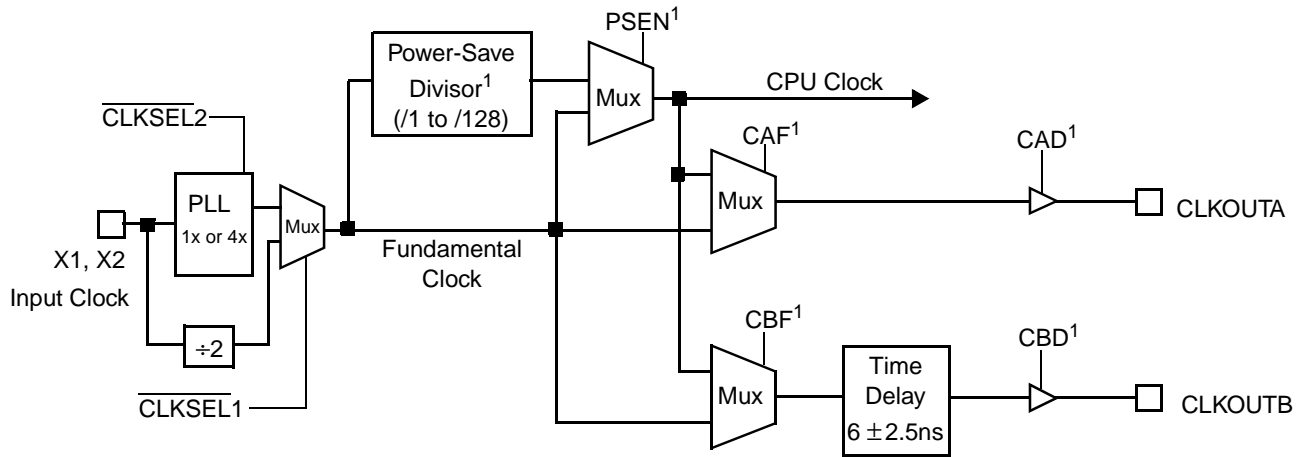 PSEN¹
Power-Save
Divisor¹
(/1 to /128)
Mux
CPU Clock
CLKSEL2
CAF¹
CAD¹
PLL
1x or 4x
Mux
Mux
CLKOUTA
X1, X2
Input Clock
Fundamental
Clock
÷2
CLKSEL1
CBF¹
CBD¹
Mux
Time
Delay
6 ±2.5ns
CLKOUTB